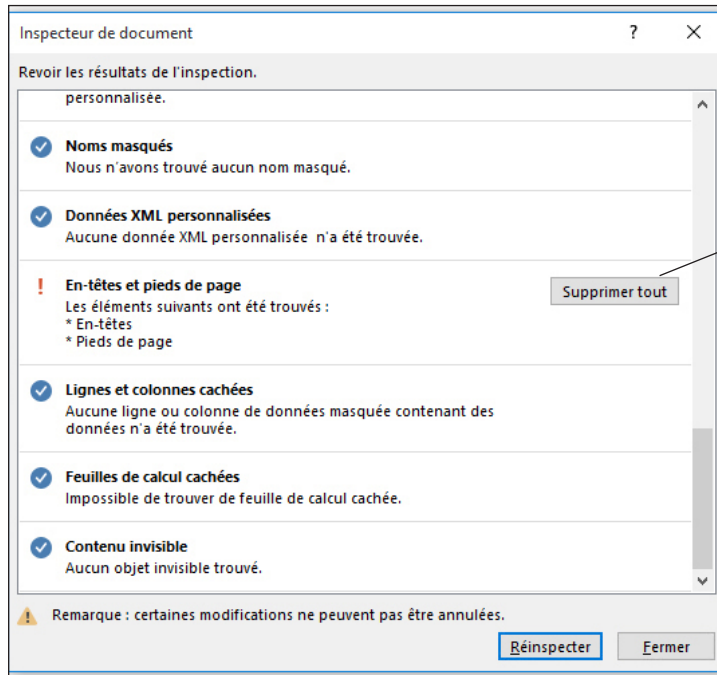 Inspecteur de document ? ×
Revoir les résultats de l'inspection.
personnalisée.
Noms masqués
Nous n'avons trouvé aucun nom masqué.
Données XML personnalisées
Aucune donnée XML personnalisée n'a été trouvée.
! En-têtes et pieds de page
Supprimer tout
Les éléments suivants ont été trouvés :
* En-têtes
* Pieds de page
Lignes et colonnes cachées
Aucune ligne ou colonne de données masquée contenant des
données n'a été trouvée.
Feuilles de calcul cachées
Impossible de trouver de feuille de calcul cachée.
Contenu invisible
Aucun objet invisible trouvé.
Remarque : certaines modifications ne peuvent pas être annulées.
Réinspecter Fermer